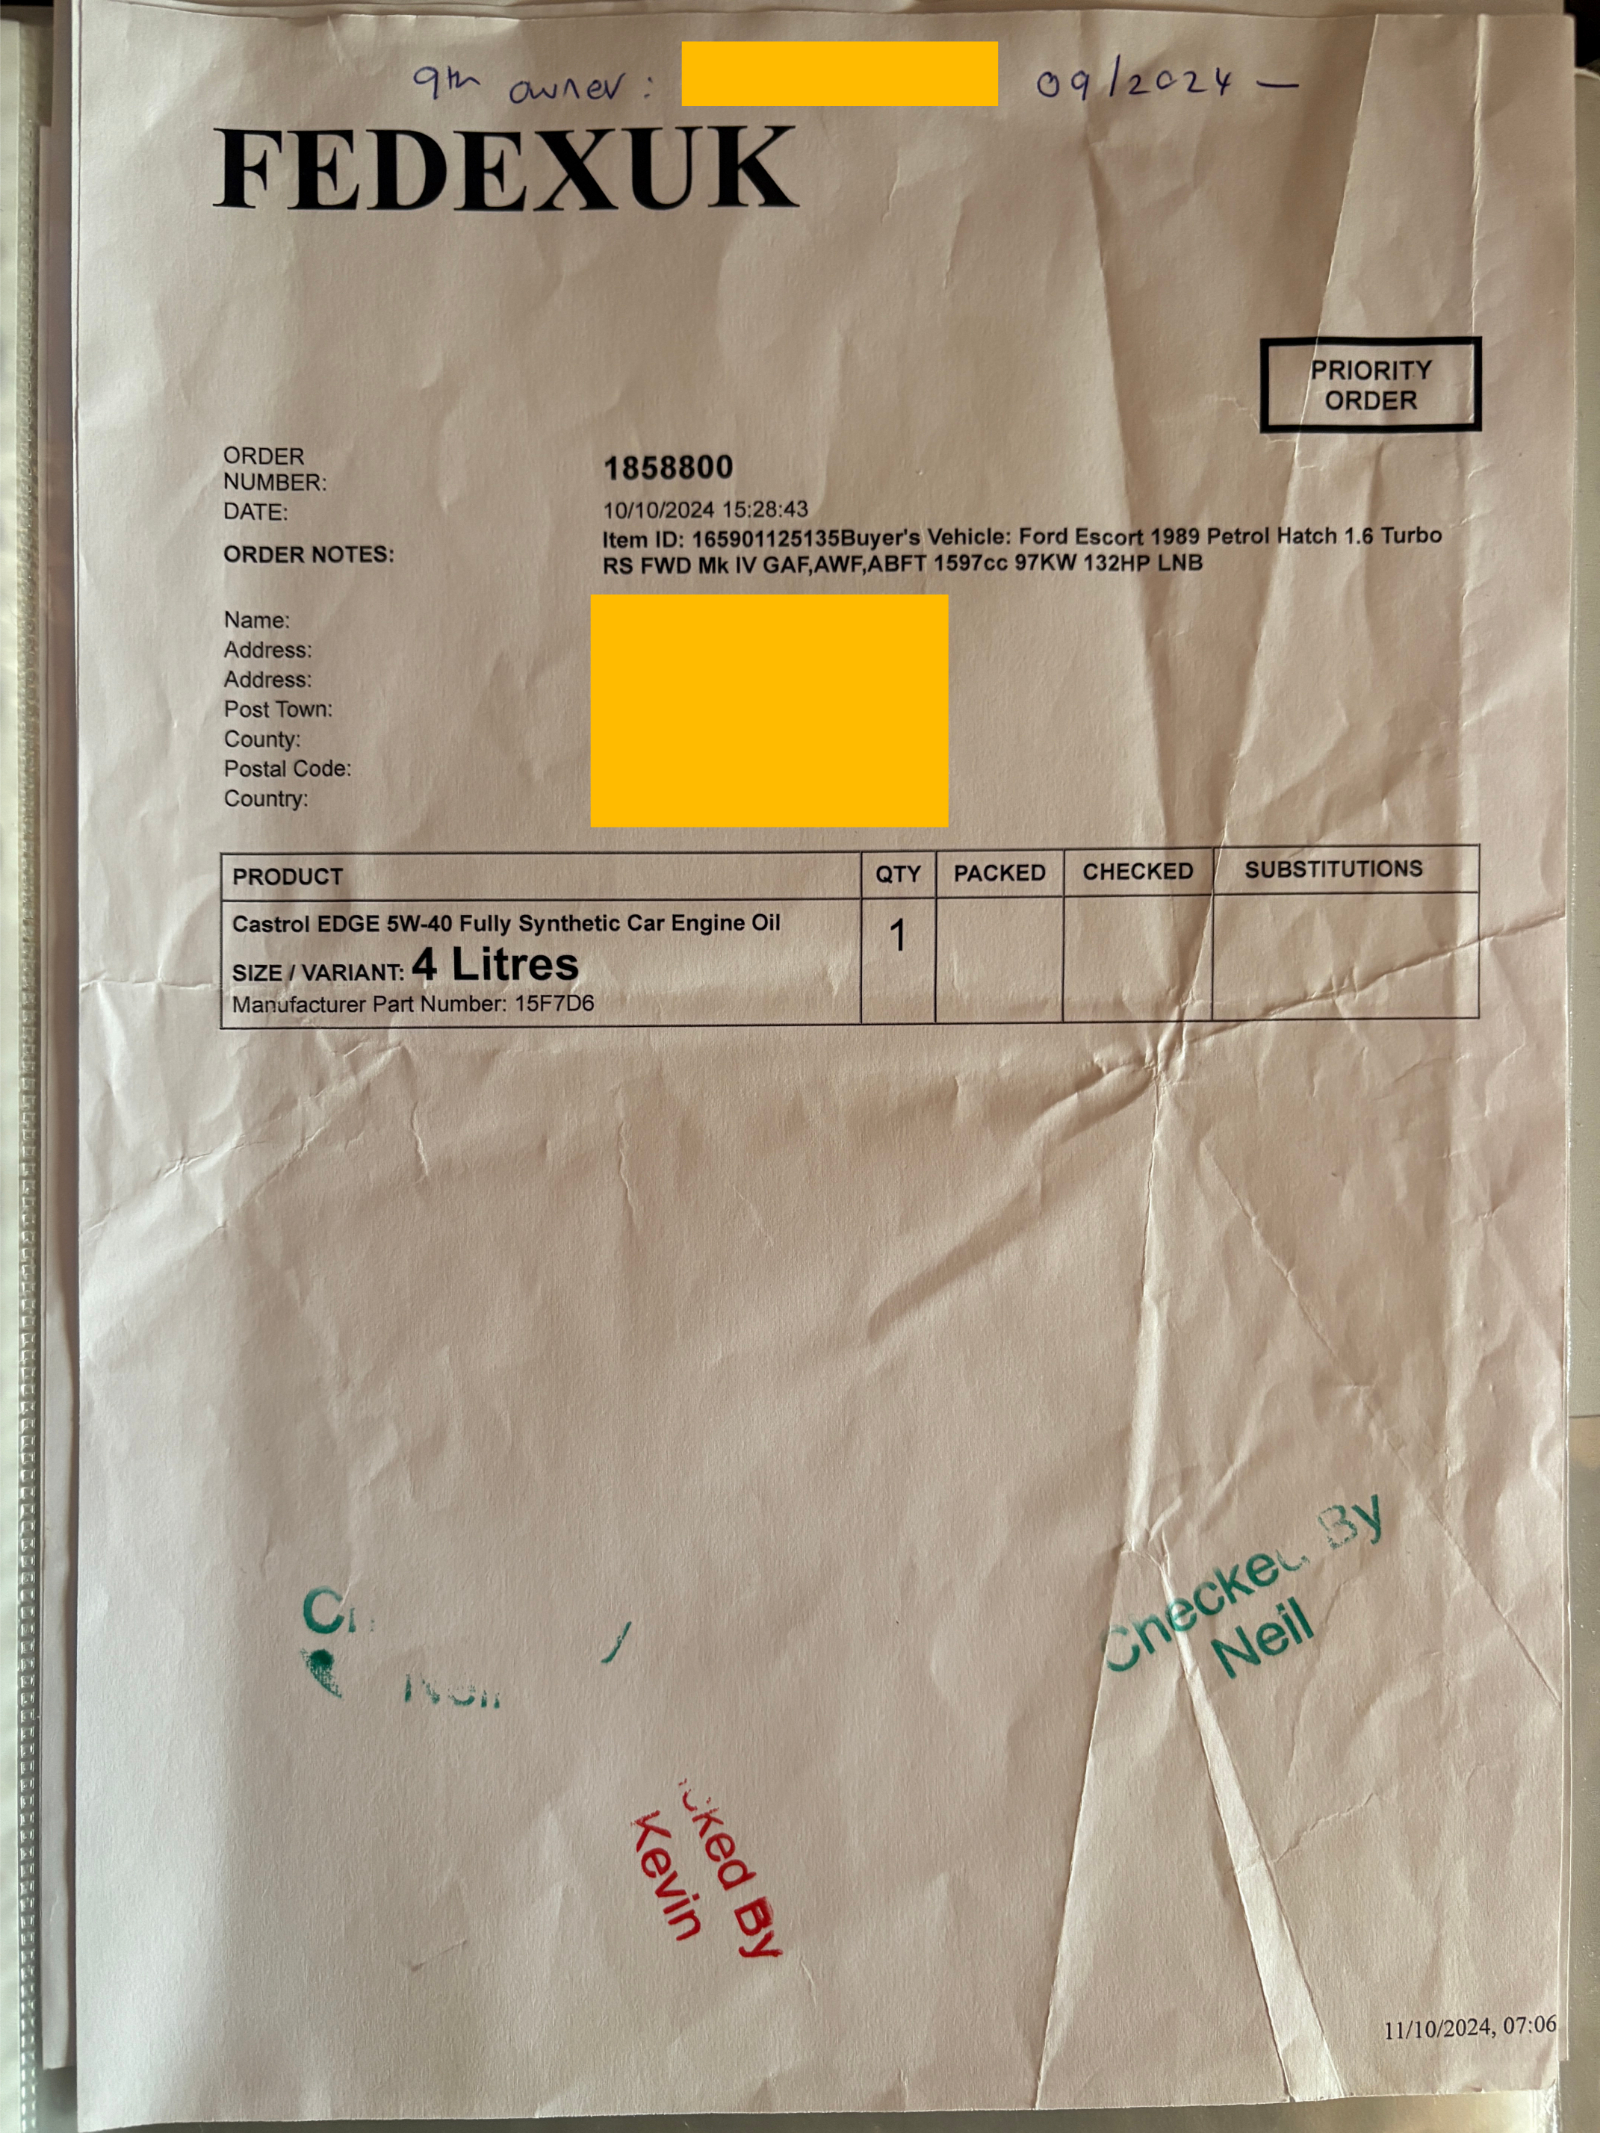 9th owner: 09/2024 —
FEDEXUK
PRIORITY
ORDER
ORDER
NUMBER: 1858800
DATE: 10/10/2024 15:28:43
ORDER NOTES: Item ID: 165901125135Buyer's Vehicle: Ford Escort 1989 Petrol Hatch 1.6 Turbo
RS FWD Mk IV GAF,AWF,ABFT 1597cc 97KW 132HP LNB
Name:
Address:
Address:
Post Town:
County:
Postal Code:
Country:
PRODUCT QTY PACKED CHECKED SUBSTITUTIONS
Castrol EDGE 5W-40 Fully Synthetic Car Engine Oil 1
SIZE / VARIANT: 4 Litres
Manufacturer Part Number: 15F7D6
Checked By
Neil
Neil
cked By
Kevin
11/10/2024, 07:06